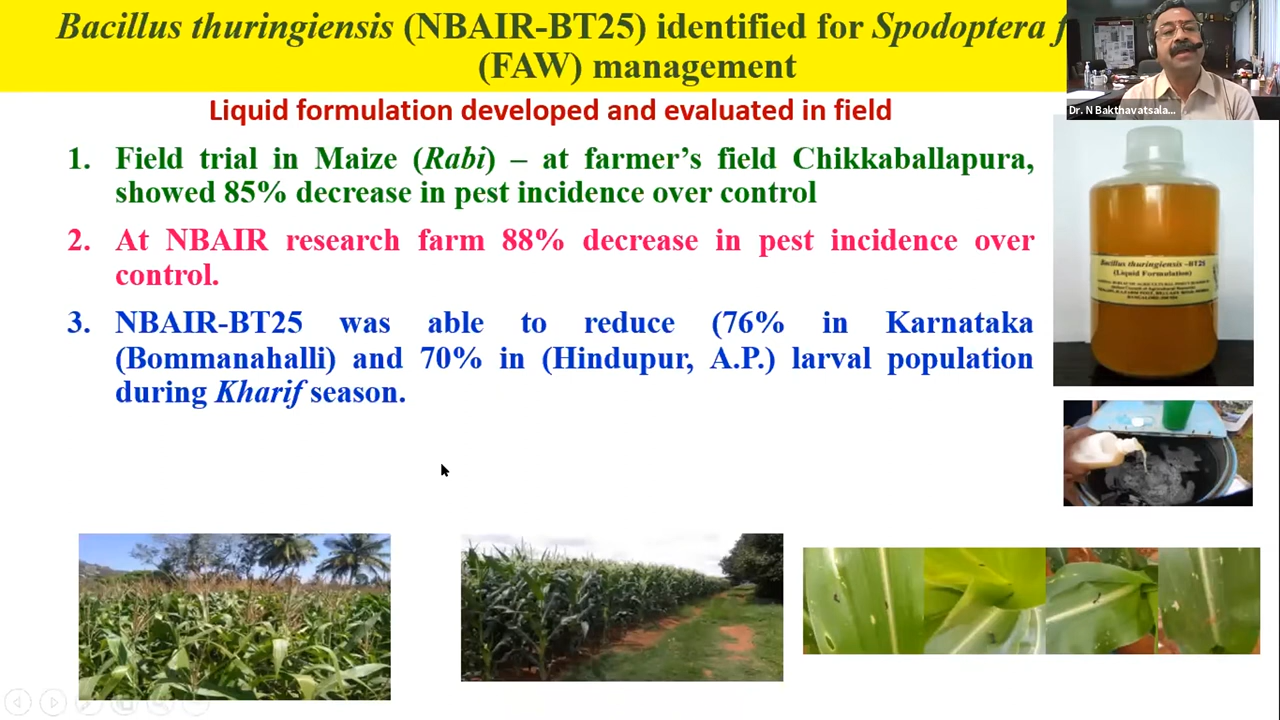 Bacillus thuringiensis (NBAIR-BT25) identified for Spodoptera f
(FAW) management
Dr. N Bakthavatsala...
Liquid formulation developed and evaluated in field
1. Field trial in Maize (Rabi) – at farmer's field Chikkaballapura,
showed 85% decrease in pest incidence over control
2. At NBAIR research farm 88% decrease in pest incidence over
control.
3. NBAIR-BT25 was able to reduce (76% in Karnataka
(Bommanahalli) and 70% in (Hindupur, A.P.) larval population
during Kharif season.
Bacillus thuringiensis -BT25
(Liquid Formulation)